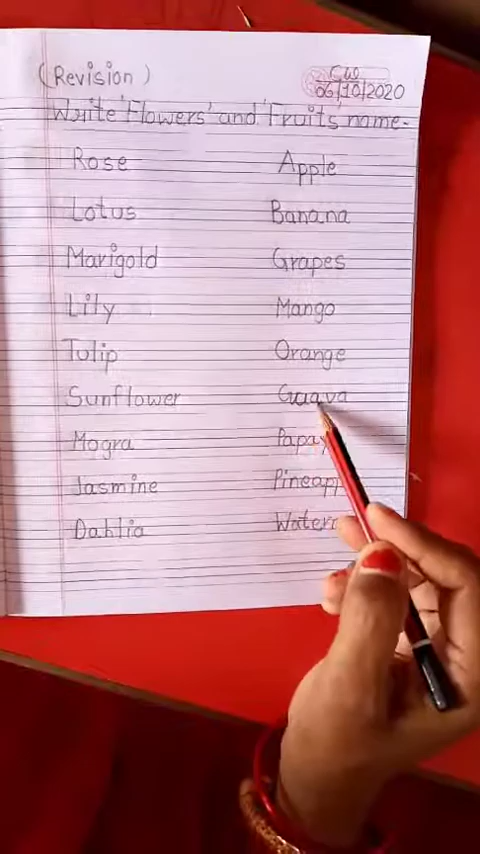 (Revision)
CW
06/10/2020
Write 'Flowers' and 'Fruits' name-
Rose Apple
Lotus Banana
Marigold Grapes
Lily Mango
Tulip Orange
Sunflower Guava
Mogra
Jasmine
Dahlia